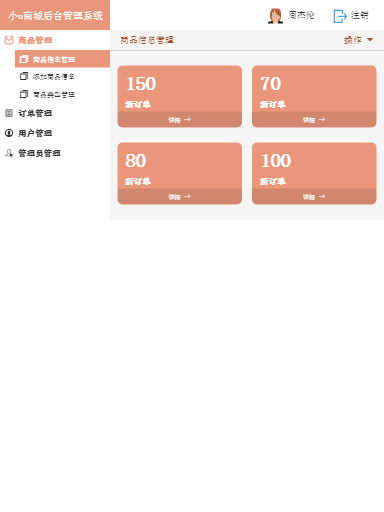 小u商城后台管理系统
周杰伦
注销
商品管理
商品信息管理
添加商品信息
商品类型管理
订单管理
用户管理
管理员管理
商品信息管理
操作
150
新订单
详细 →
70
新订单
详细 →
80
新订单
详细 →
100
新订单
详细 →